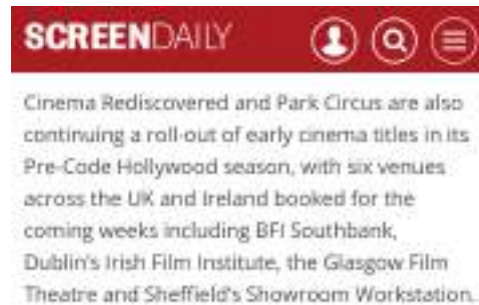 SCREENDAILY
Cinema Rediscovered and Park Circus are also
continuing a roll-out of early cinema titles in its
Pre-Code Hollywood season, with six venues
across the UK and Ireland booked for the
coming weeks including BFI Southbank,
Dublin's Irish Film Institute, the Glasgow Film
Theatre and Sheffield's Showroom Workstation.